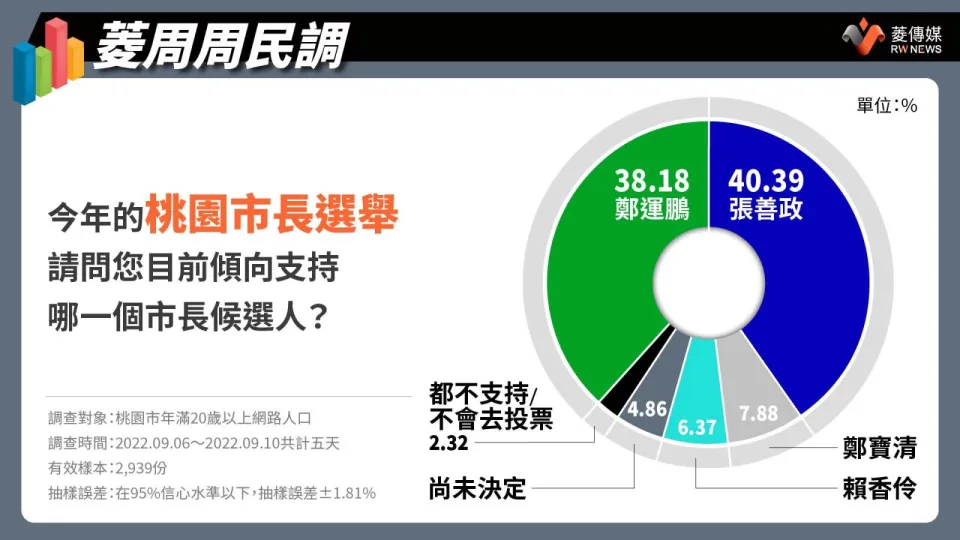 菱周周民調
菱傳媒
RW NEWS
單位:%
今年的桃園市長選舉
請問您目前傾向支持
哪一個市長候選人?
調查對象:桃園市年滿20歲以上網路人口
調查時間:2022.09.06~2022.09.10共計五天
有效樣本:2,939份
抽樣誤差:在95%信心水準以下,抽樣誤差±1.81%
38.18
鄭運鵬
40.39
張善政
都不支持/
不會去投票
2.32
4.86
6.37
7.88
尚未決定
鄭寶清
賴香伶